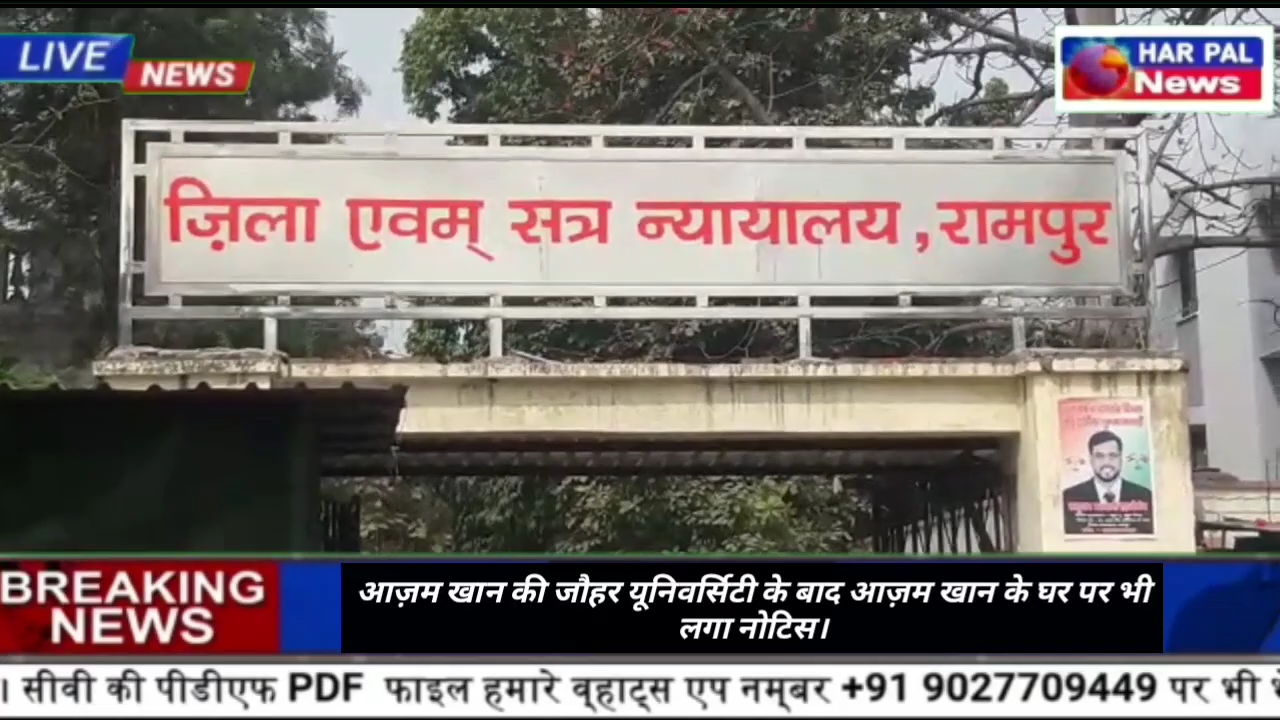 LIVE
NEWS
HAR PAL
News
ज़िला एवम् सत्र न्यायालय, रामपुर
BREAKING
NEWS
आज़म खान की जौहर यूनिवर्सिटी के बाद आज़म खान के घर पर भी
लगा नोटिस।
। सीवी की पीडीएफ PDF फाइल हमारे व्हाट्स एप नम्बर +91 9027709449 पर भी